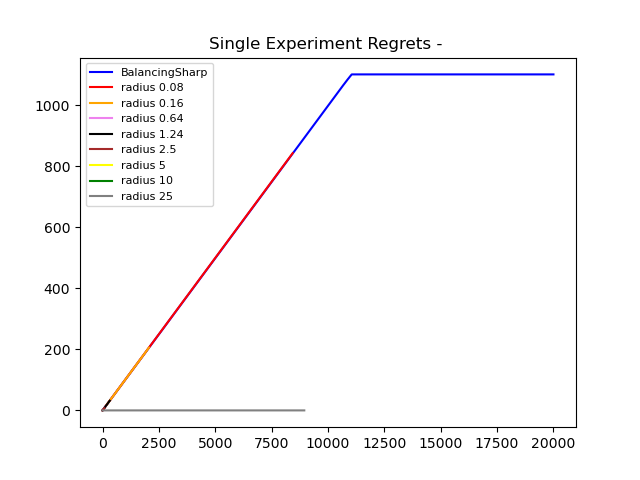 Single Experiment Regrets -
BalancingSharp
radius 0.08
radius 0.16
radius 0.64
radius 1.24
radius 2.5
radius 5
radius 10
radius 25
1000
800
600
400
200
0
0 2500 5000 7500 10000 12500 15000 17500 20000